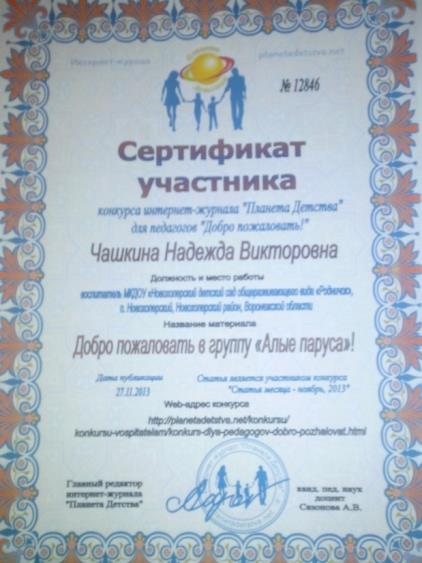 Интернет-журнал
planetadetstva.net
№ 12846
Сертификат
участника
конкурса интернет-журнала "Планета Детства"
для педагогов "Добро пожаловать!"
Чашкина Надежда Викторовна
Должность и место работы
воспитатель МКДОУ «Новохоперский детский сад общеразвивающего вида «Родничок»,
п. Новохоперский, Новохоперский район, Воронежской области
Название материала
Добро пожаловать в группу «Алые паруса»!
Дата публикации
27.11.2013
Статья является участником конкурса
"Статья месяца - ноябрь, 2013"
Web-адрес конкурса
http://planetadetstva.net/konkursu/
konkursu-vospitatelam/konkurs-dlya-pedagogov-dobro-pozhalovat.html
Главный редактор
интернет-журнала
"Планета Детства"
канд. пед. наук
доцент
Сазонова А.В.